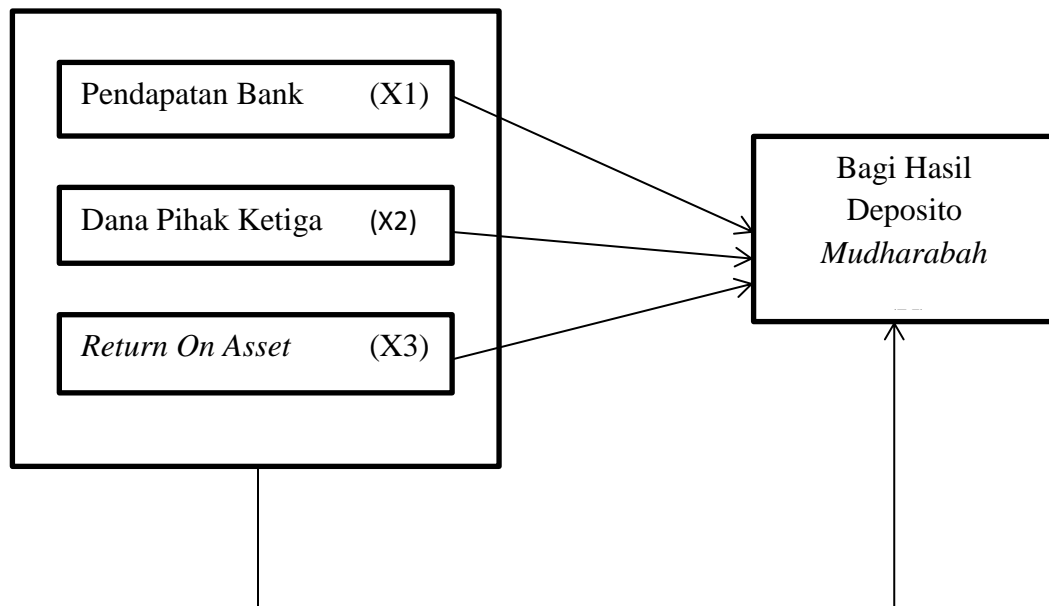 Pendapatan Bank (X1)
Dana Pihak Ketiga (X2)
Return On Asset (X3)
Bagi Hasil
Deposito
Mudharabah